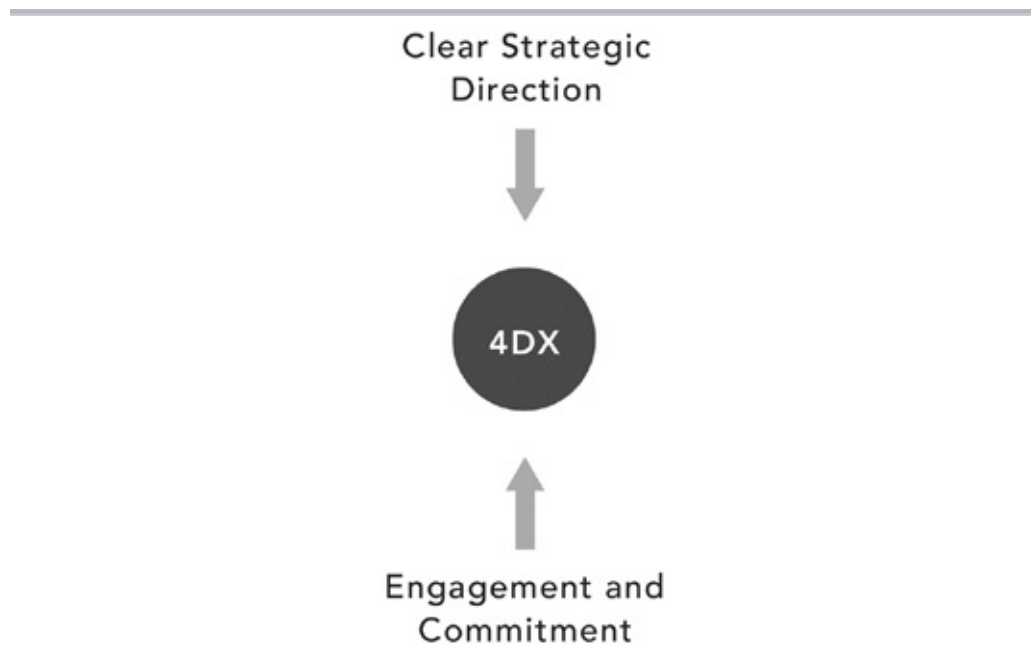 Clear Strategic
Direction
4DX
Engagement and
Commitment